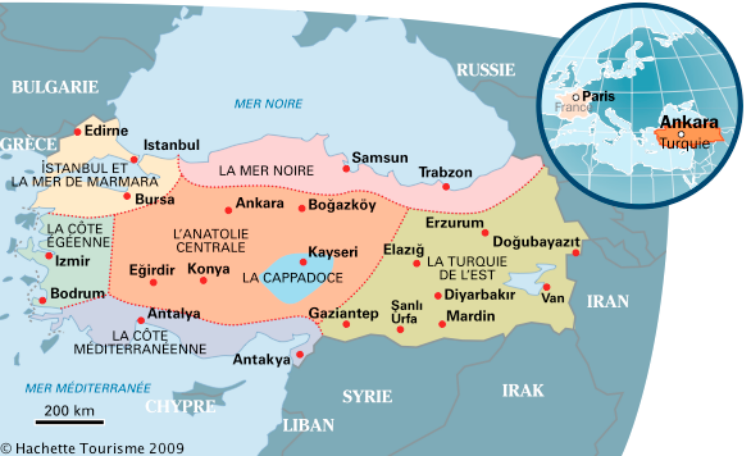 BULGARIE
RUSSIE
MER NOIRE
Paris
France
Ankara
Turquie
GRÈCE
Edirne
Istanbul
İSTANBUL ET
LA MER DE MARMARA
Bursa
LA MER NOIRE
Samsun
Trabzon
Ankara
Boğazköy
L'ANATOLIE
CENTRALE
LA CÔTE
ÉGÉENNE
Izmir
Bodrum
Eğirdir
Konya
Kayseri
LA CAPPADOCE
Erzurum
Doğubayazıt
Elazığ
LA TURQUIE
DE L'EST
Diyarbakır
Van
Gaziantep
Şanlı
Urfa
Mardin
IRAN
Antalya
LA CÔTE
MÉDITERRANÉENNE
Antakya
MER MÉDITERRANÉE
200 km
CHYPRE
LIBAN
SYRIE
IRAK
© Hachette Tourisme 2009